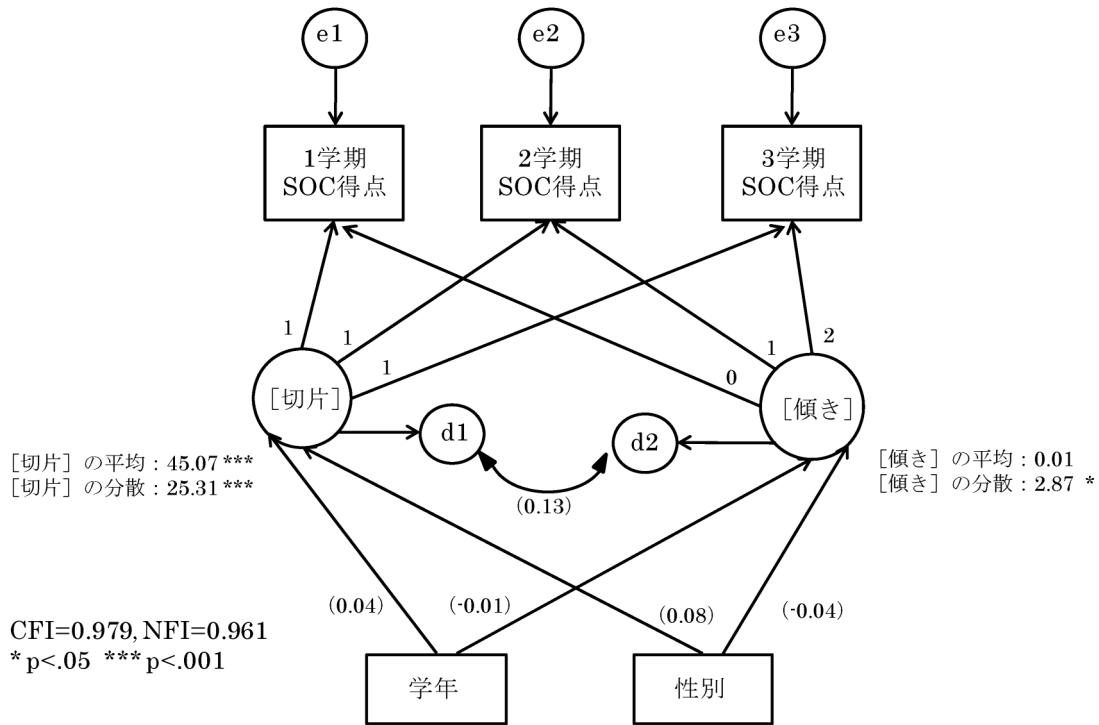 e1
e2
e3
1学期
SOC得点
2学期
SOC得点
3学期
SOC得点
1
1
1
0
1
2
[切片]
[傾き]
d1
d2
(0.13)
[切片] の平均：45.07 ***
[切片] の分散：25.31 ***
[傾き] の平均：0.01
[傾き] の分散：2.87 *
(0.04)
(-0.01)
(0.08)
(-0.04)
CFI=0.979, NFI=0.961
* p<.05 *** p<.001
学年
性別